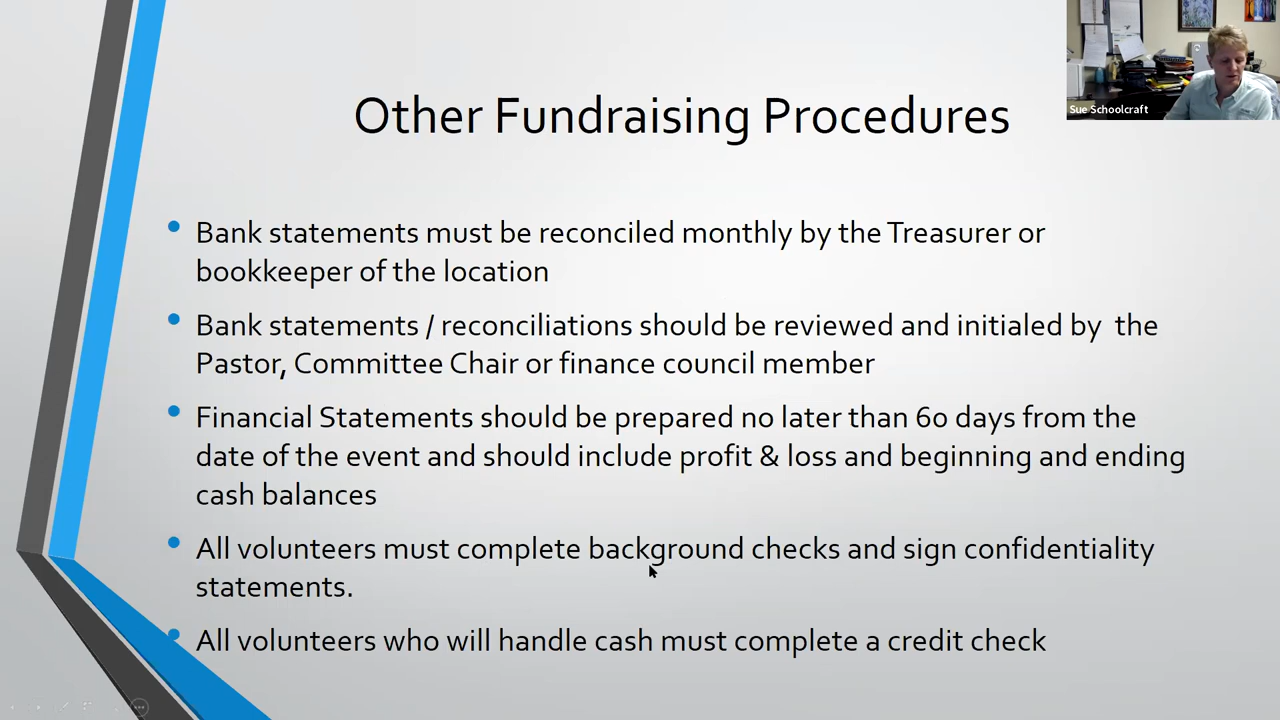 Sue Schoolcraft
Other Fundraising Procedures
• Bank statements must be reconciled monthly by the Treasurer or
bookkeeper of the location
• Bank statements / reconciliations should be reviewed and initialed by  the
Pastor, Committee Chair or finance council member
• Financial Statements should be prepared no later than 60 days from the
date of the event and should include profit & loss and beginning and ending
cash balances
• All volunteers must complete background checks and sign confidentiality
statements.
• All volunteers who will handle cash must complete a credit check